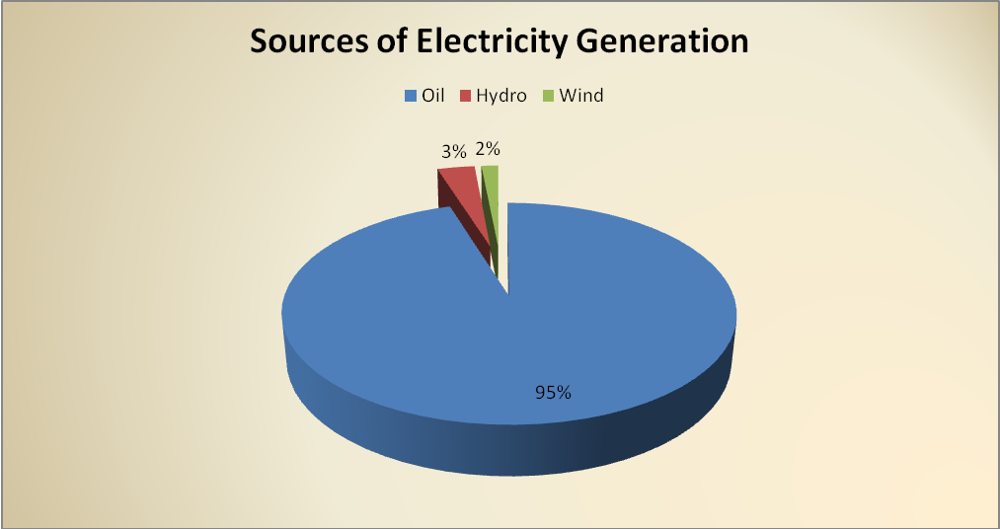 Sources of Electricity Generation
Oil Hydro Wind
3% 2%
95%